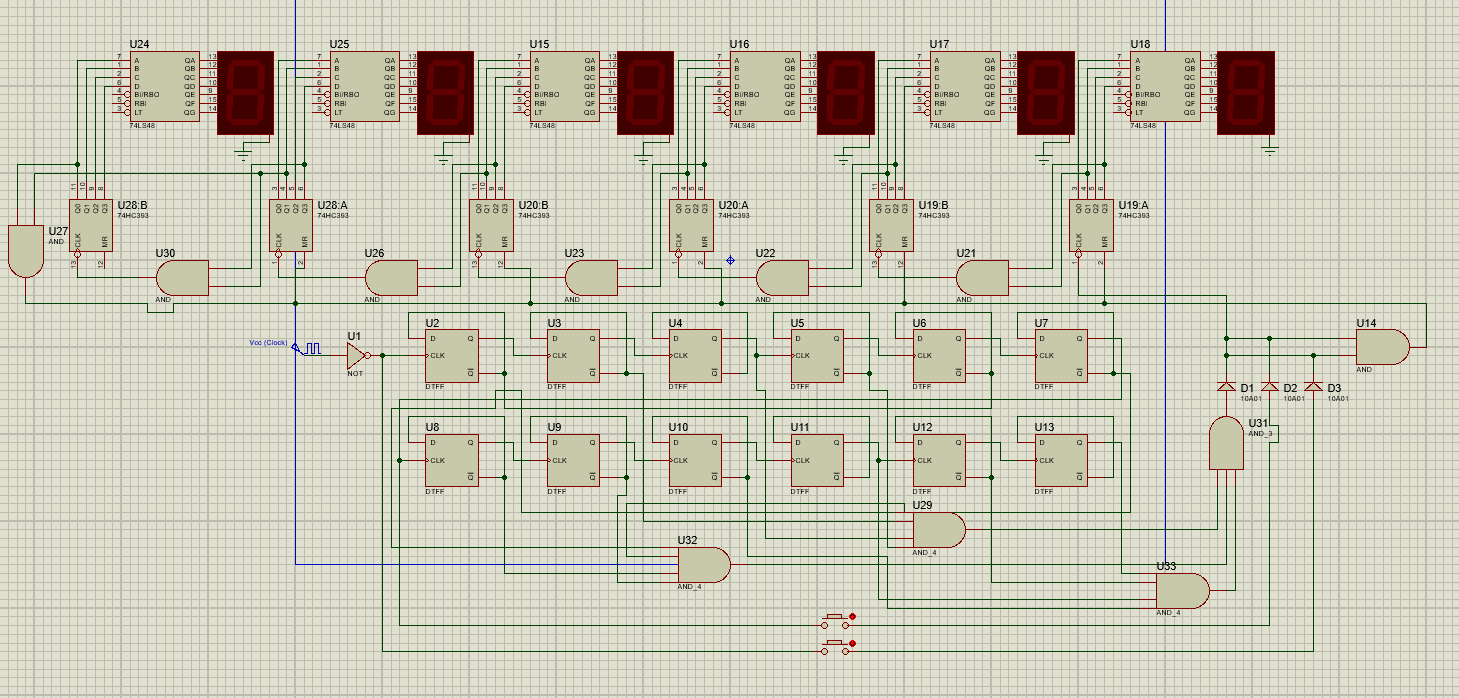 U24 U25 U15 U16 U17 U18
7 A QA 13 7 A QA 13 7 A QA 13 7 A QA 13 7 A QA 13 7 A QA 13
1 B QB 12 1 B QB 12 1 B QB 12 1 B QB 12 1 B QB 12 1 B QB 12
2 C QC 11 2 C QC 11 2 C QC 11 2 C QC 11 2 C QC 11 2 C QC 11
6 D QD 10 6 D QD 10 6 D QD 10 6 D QD 10 6 D QD 10 6 D QD 10
4 BI/RBO QE 9 4 BI/RBO QE 9 4 BI/RBO QE 9 4 BI/RBO QE 9 4 BI/RBO QE 9 4 BI/RBO QE 9
5 RBI QF 15 5 RBI QF 15 5 RBI QF 15 5 RBI QF 15 5 RBI QF 15 5 RBI QF 15
3 LT QG 14 3 LT QG 14 3 LT QG 14 3 LT QG 14 3 LT QG 14 3 LT QG 14
74LS48 74LS48 74LS48 74LS48 74LS48 74LS48
11 10 9 8 3 4 5 6 11 10 9 8 3 4 5 6 11 10 9 8 3 4 5 6
Q0 Q1 Q2 Q3 U28:B Q0 Q1 Q2 Q3 U28:A Q0 Q1 Q2 Q3 U20:B Q0 Q1 Q2 Q3 U20:A Q0 Q1 Q2 Q3 U19:B Q0 Q1 Q2 Q3 U19:A
74HC393 74HC393 74HC393 74HC393 74HC393 74HC393
U27
AND
CLK MR CLK MR CLK MR CLK MR CLK MR CLK MR
13 12 1 2 13 12 1 2 13 12 1 2
U30 U26 U23 U22 U21
AND AND AND AND AND
U2 U3 U4 U5 U6 U7 U14
Vcc (Clock) U1
D Q D Q D Q D Q D Q D Q
CLK CLK CLK CLK CLK CLK
NOT Q Q Q Q Q Q AND
DTFF DTFF DTFF DTFF DTFF DTFF
D1 D2 D3
10A01 10A01 10A01
U8 U9 U10 U11 U12 U13 U31
AND_3
D Q D Q D Q D Q D Q D Q
CLK CLK CLK CLK CLK CLK
Q Q Q Q Q Q
DTFF DTFF DTFF DTFF DTFF DTFF
U29
AND_4
U32
AND_4
U33
AND_4